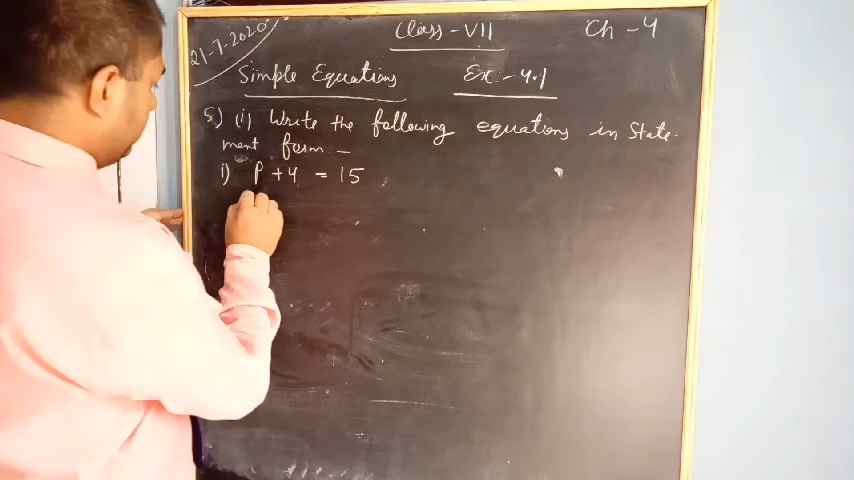 21-7-2020
Class - VII
Ch - 4
Simple Equations
Ex:- 4.1
5) (i) Write the following equations in State-
ment form -
i) P + 4 = 15